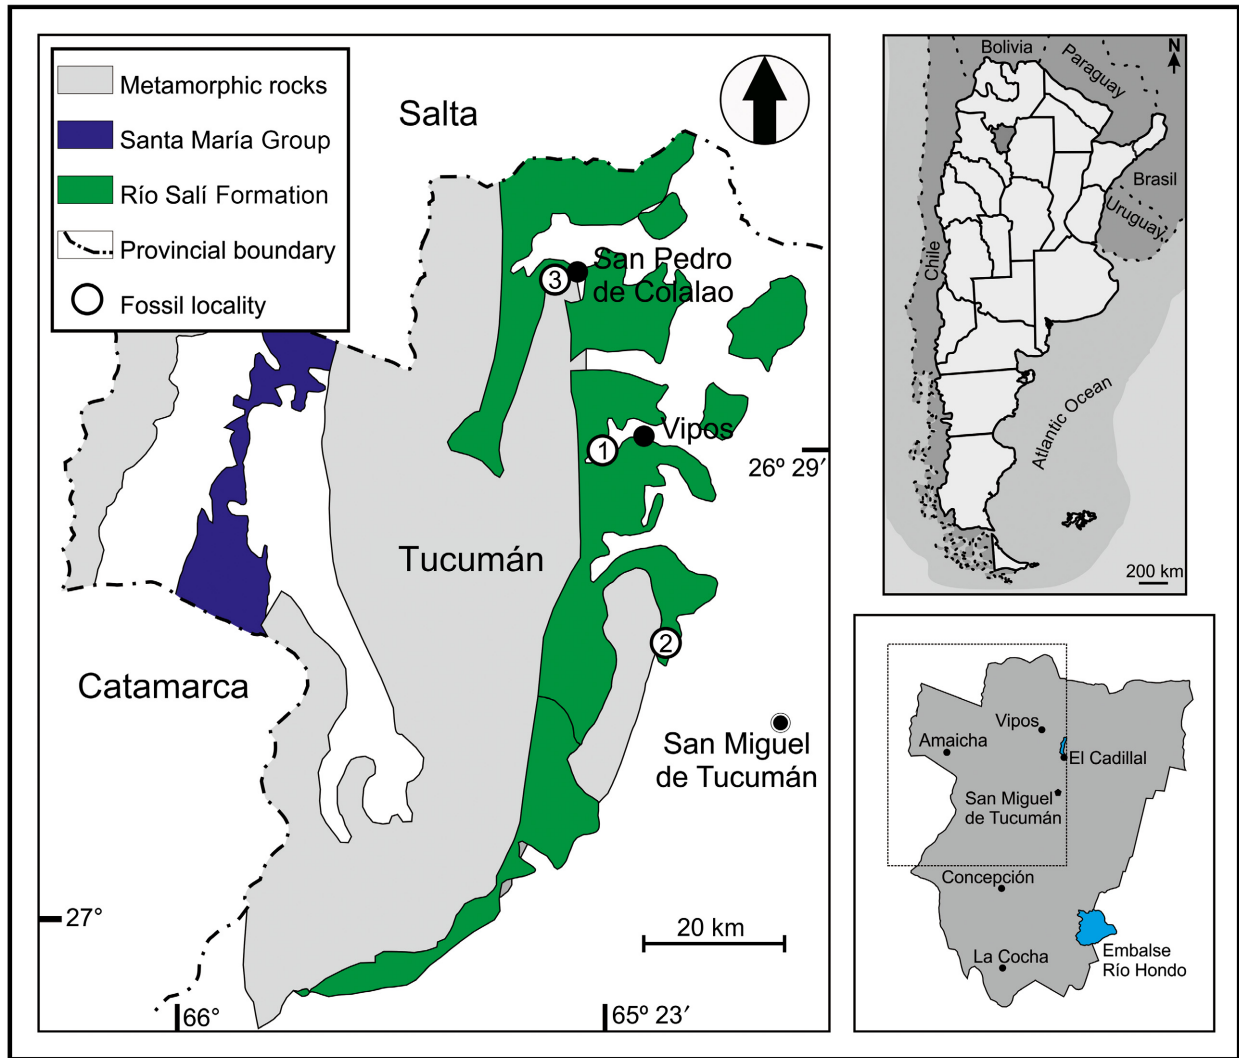 Metamorphic rocks
Santa María Group
Río Salí Formation
Provincial boundary
Fossil locality
Salta
San Pedro
de Colalao
3
Vipos
1
26º 29′
Tucumán
2
Catamarca
San Miguel
de Tucumán
20 km
27°
66°
65º 23′
Bolivia
Paraguay
N
Brasil
Uruguay
Chile
Atlantic Ocean
200 km
Vipos
Amaicha
El Cadillal
San Miguel
de Tucumán
Concepción
La Cocha
Embalse
Río Hondo